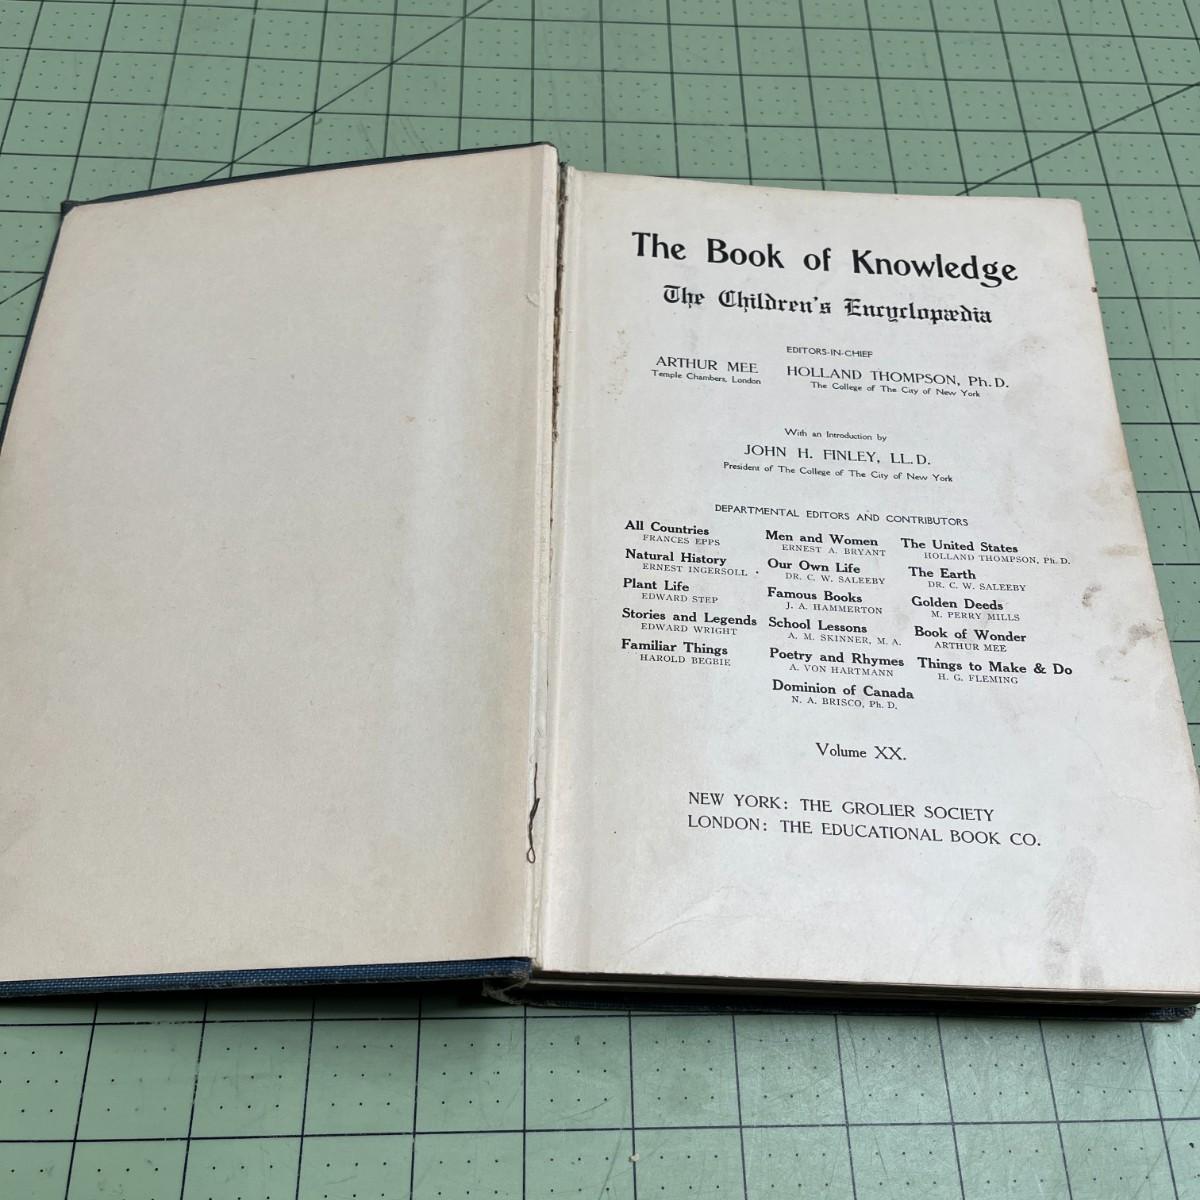 The Book of Knowledge
The Children's Encyclopædia
EDITORS-IN-CHIEF
ARTHUR MEE
Temple Chambers, London
HOLLAND THOMPSON, Ph. D.
The College of The City of New York
With an Introduction by
JOHN H. FINLEY, LL. D.
President of The College of The City of New York
DEPARTMENTAL EDITORS AND CONTRIBUTORS
All Countries
FRANCES EPPS
Natural History
ERNEST INGERSOLL
Plant Life
EDWARD STEP
Stories and Legends
EDWARD WRIGHT
Familiar Things
HAROLD BEGBIE
Men and Women
ERNEST A. BRYANT
Our Own Life
DR. C. W. SALEEBY
Famous Books
J. A. HAMMERTON
School Lessons
A. M. SKINNER, M. A.
Poetry and Rhymes
A. VON HARTMANN
Dominion of Canada
N. A. BRISCO, Ph. D.
The United States
HOLLAND THOMPSON, Ph. D.
The Earth
DR. C. W. SALEEBY
Golden Deeds
M. PERRY MILLS
Book of Wonder
ARTHUR MEE
Things to Make & Do
H. G. FLEMING
Volume XX.
NEW YORK: THE GROLIER SOCIETY
LONDON: THE EDUCATIONAL BOOK CO.